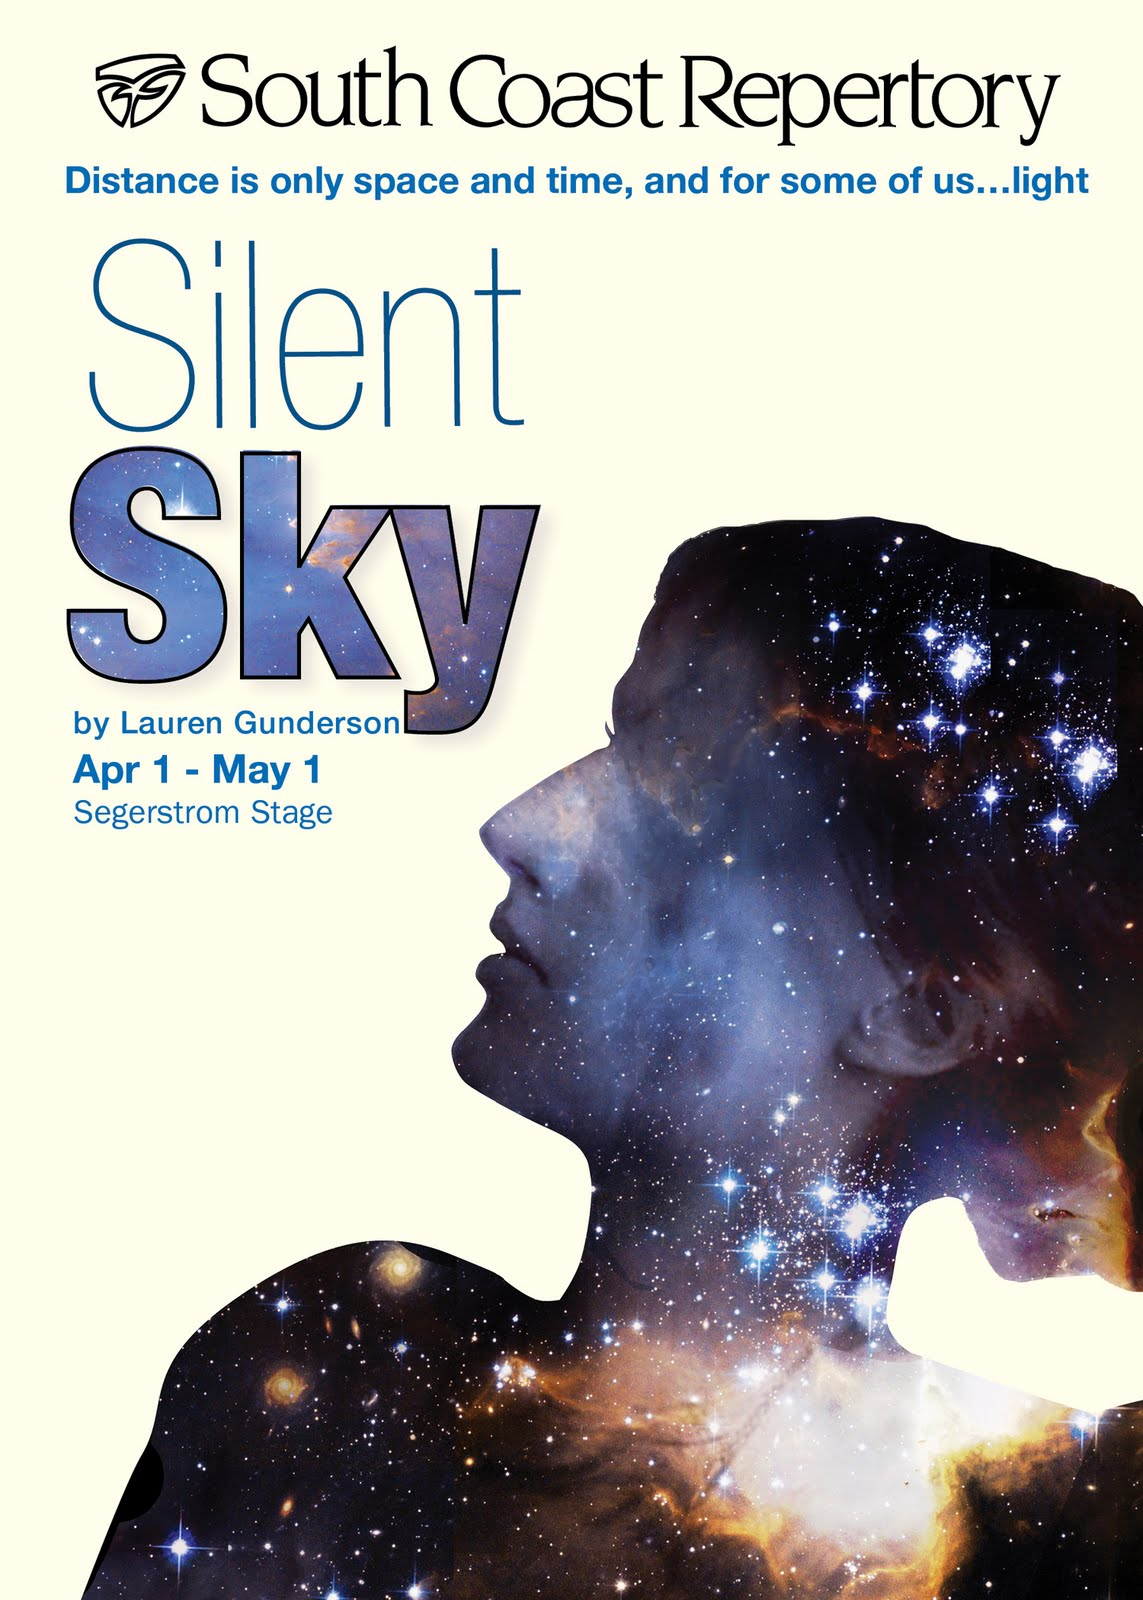 South Coast Repertory
Distance is only space and time, and for some of us...light
Silent
Sky
by Lauren Gunderson
Apr 1 - May 1
Segerstrom Stage